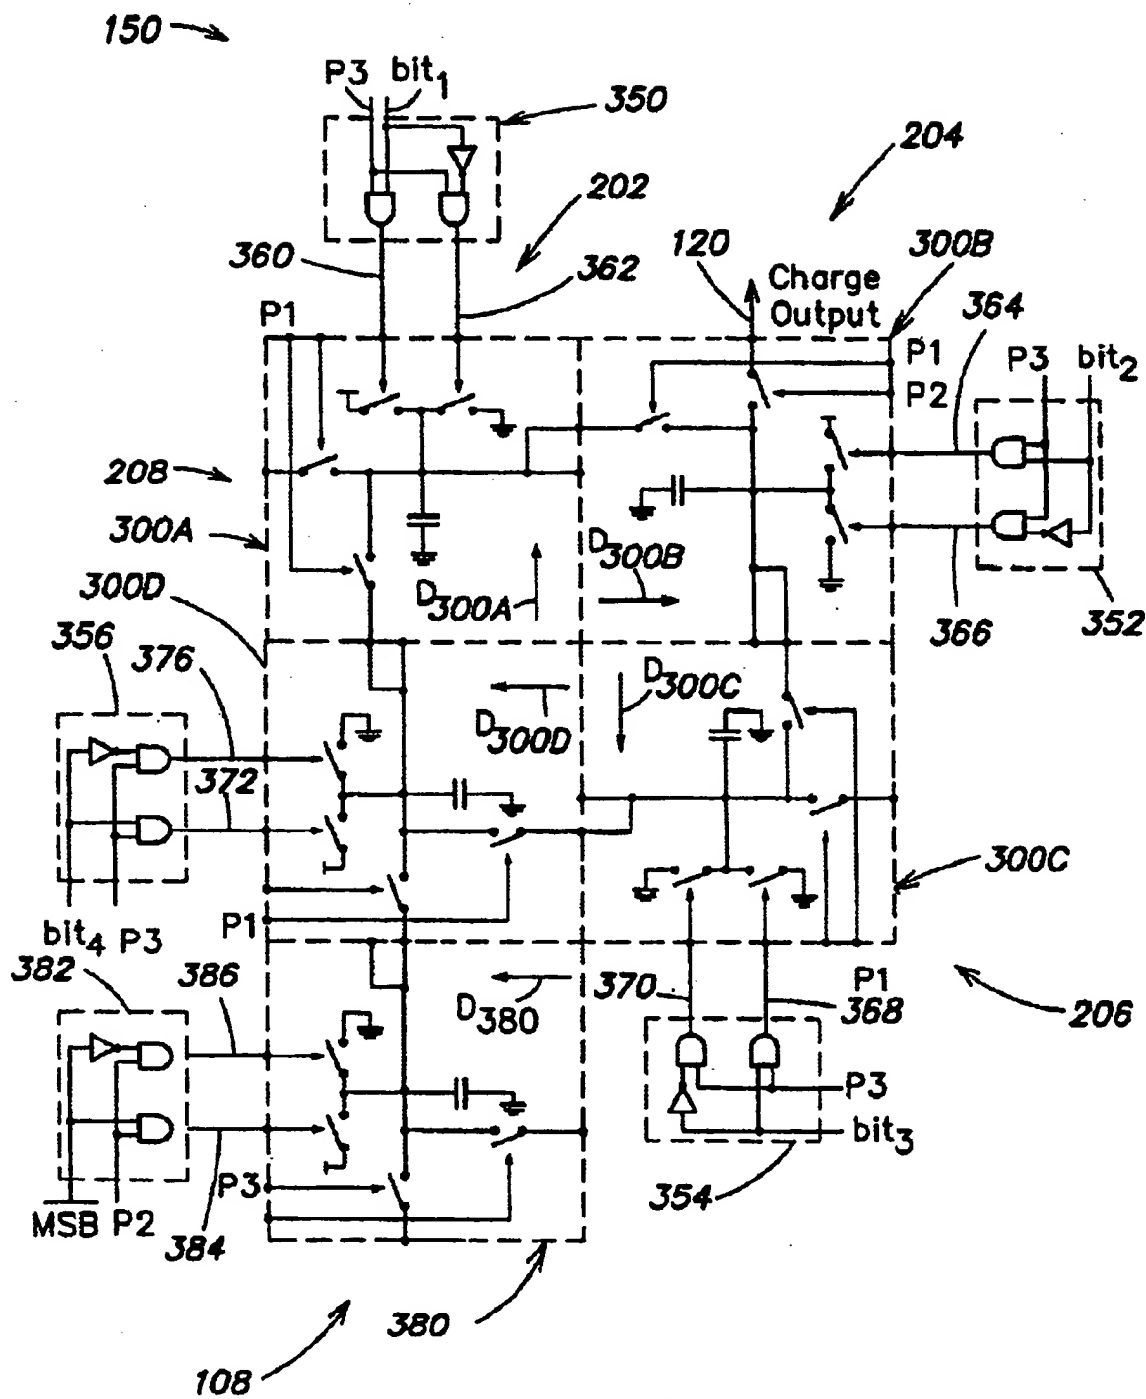 150
P3 bit1
350
204
202
120
300B
360
362
Charge
Output
364
P1
P1
P3 bit2
P2
208
300A
D300B
300D
D300A
366
352
356
376
D300C
D300D
372
300C
P1
bit4 P3
P1
382
386
370
368
D380
206
P3
bit3
P3
354
MSB P2
384
380
108